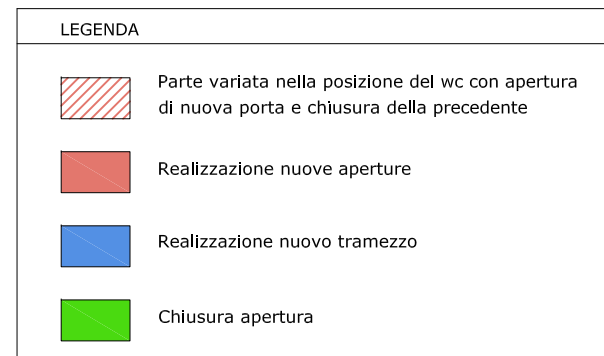 LEGENDA
Parte variata nella posizione del wc con apertura
di nuova porta e chiusura della precedente
Realizzazione nuove aperture
Realizzazione nuovo tramezzo
Chiusura apertura